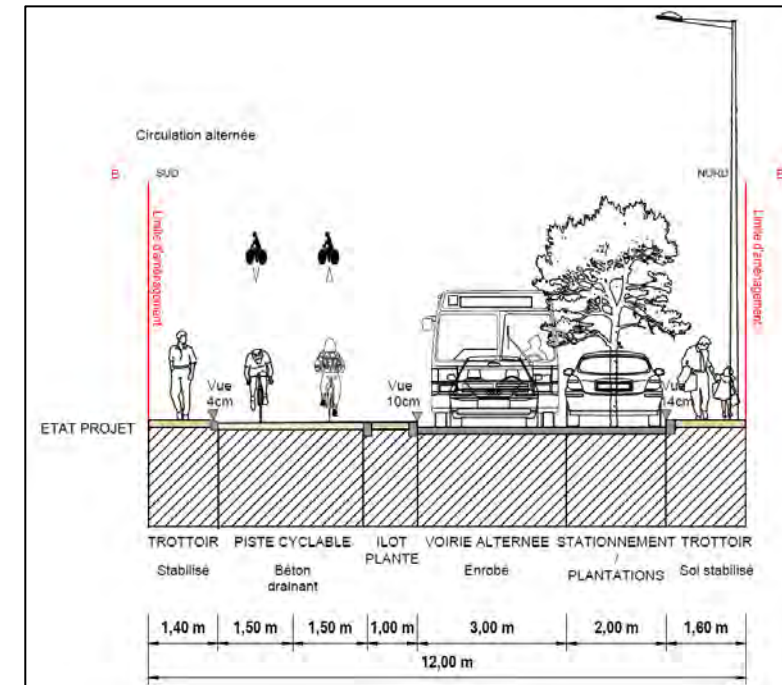 Circulation alternée
B SUD NORD B
Limite d'aménagement
Limite d'aménagement
Vue
4cm
Vue
10cm
Vue
14cm
ETAT PROJET
TROTTOIR PISTE CYCLABLE ILOT PLANTE VOIRIE ALTERNEE STATIONNEMENT / PLANTATIONS TROTTOIR
Stabilisé Béton drainant Enrobé Sol stabilisé
1,40 m 1,50 m 1,50 m 1,00 m 3,00 m 2,00 m 1,60 m
12,00 m